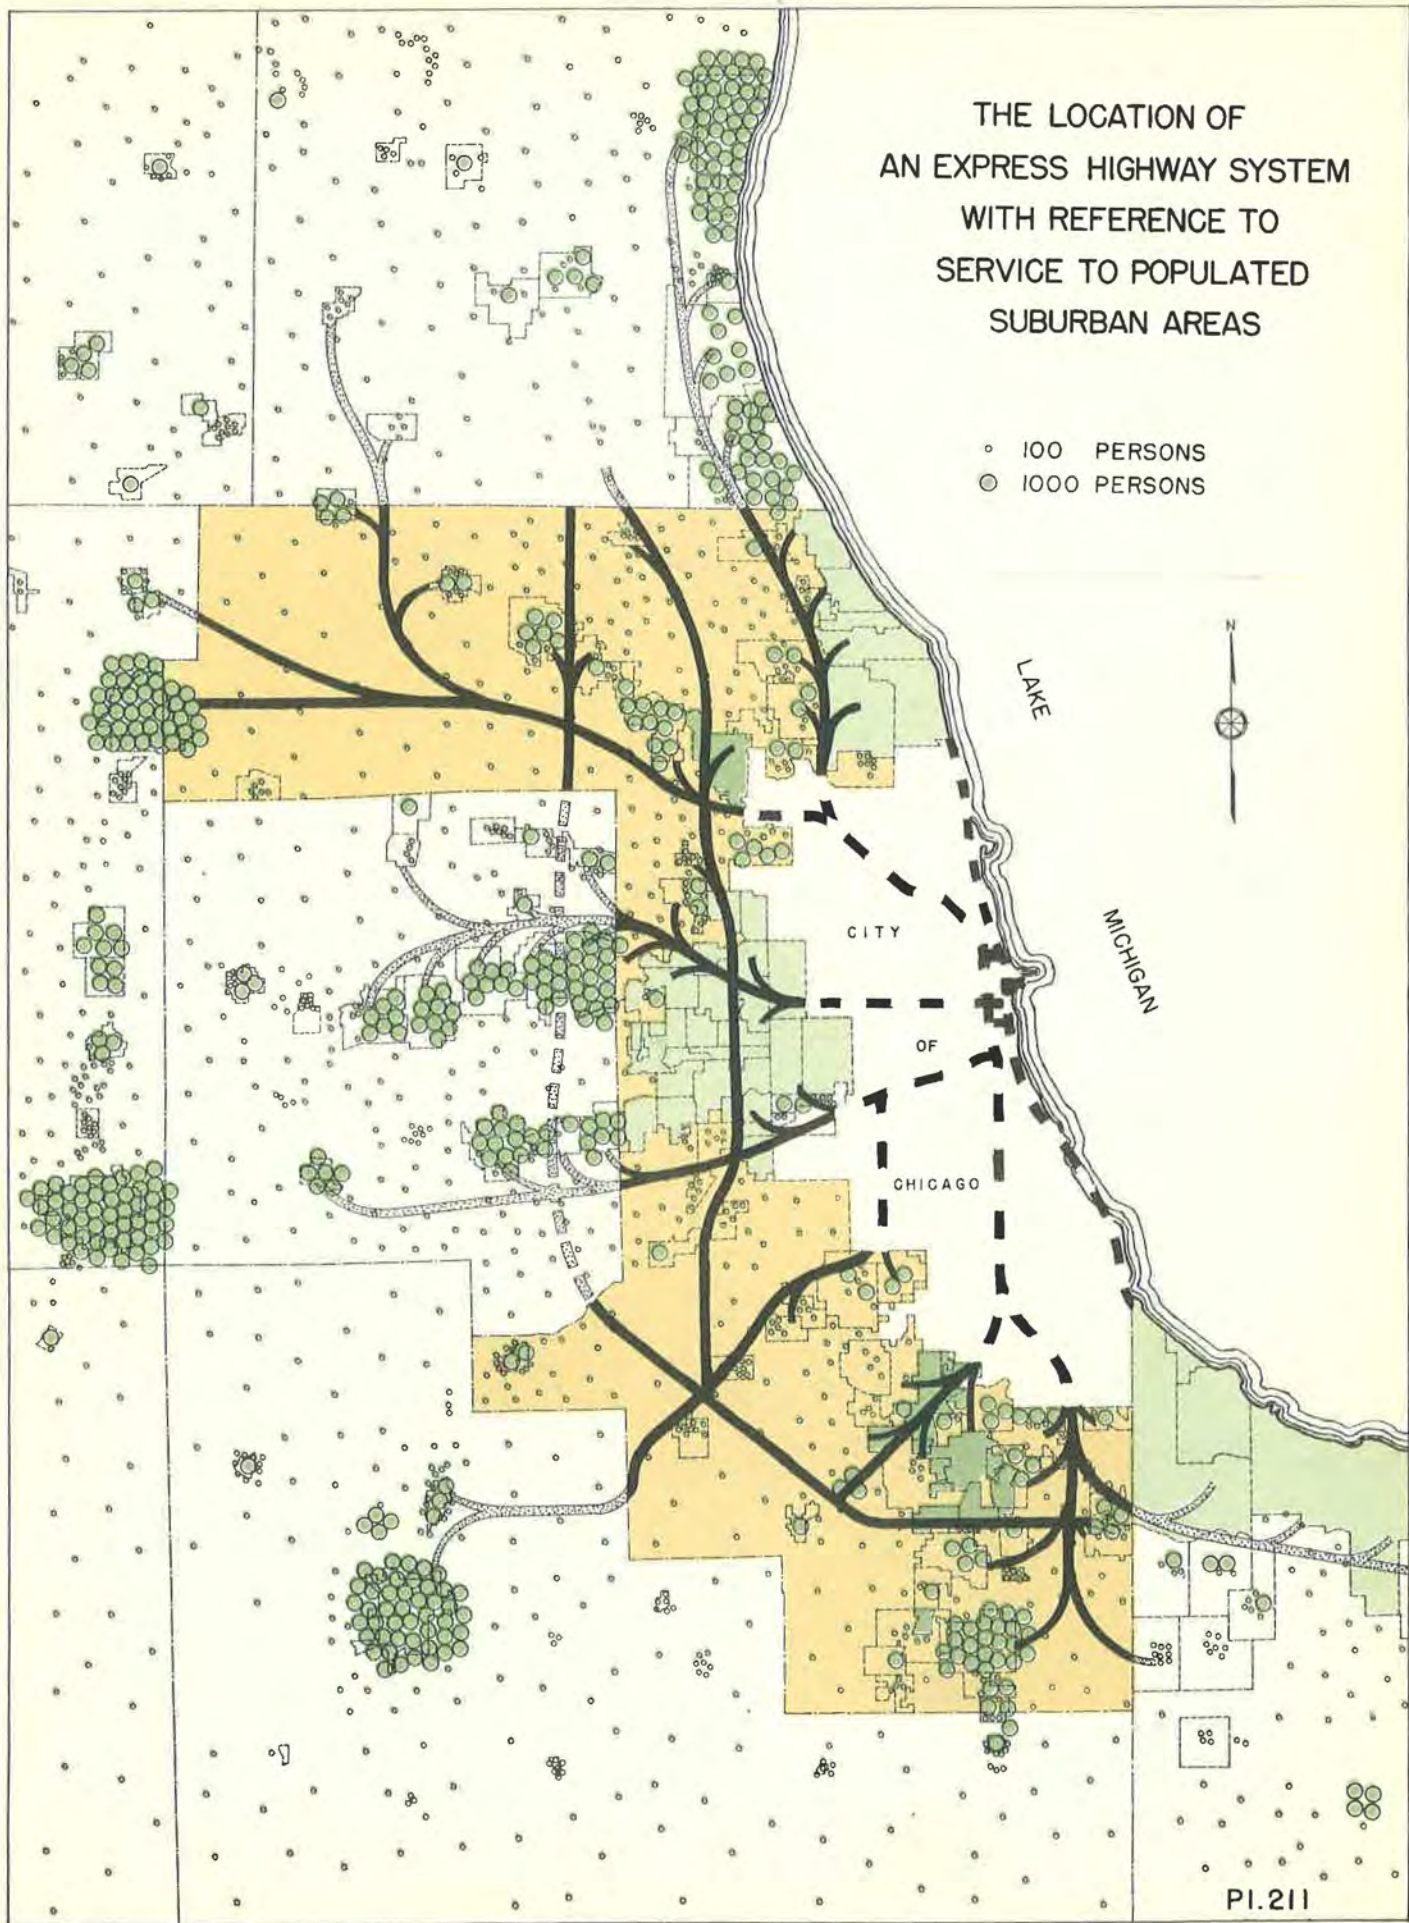 THE LOCATION OF
AN EXPRESS HIGHWAY SYSTEM
WITH REFERENCE TO
SERVICE TO POPULATED
SUBURBAN AREAS
100 PERSONS
1000 PERSONS
N
LAKE
MICHIGAN
CITY
OF
CHICAGO
Pl. 211